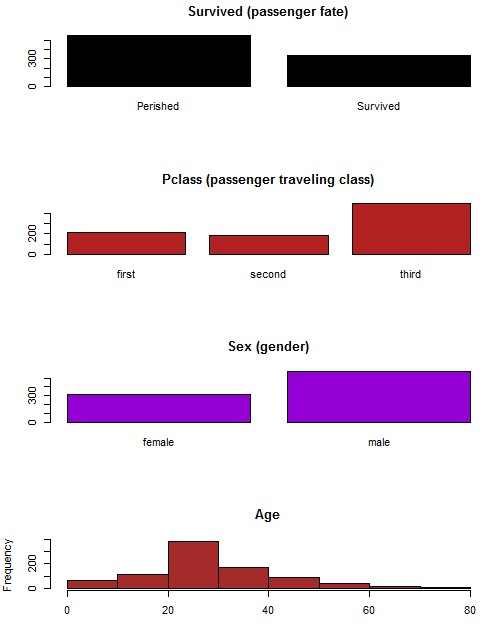 Survived (passenger fate)
300
0
Perished Survived
Pclass (passenger traveling class)
200
0
first second third
Sex (gender)
300
0
female male
Age
Frequency
200
0
0 20 40 60 80